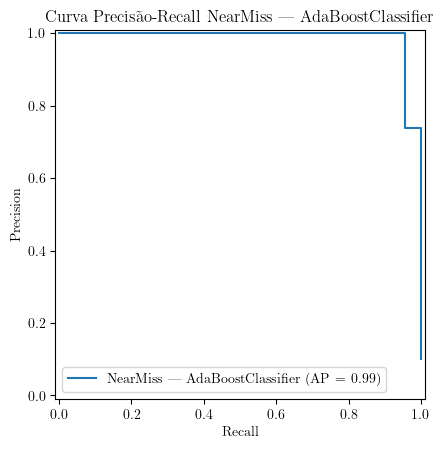 Curva Precisão-Recall NearMiss — AdaBoostClassifier
1.0
0.8
0.6
0.4
0.2
0.0
Precision
NearMiss — AdaBoostClassifier (AP = 0.99)
0.0 0.2 0.4 0.6 0.8 1.0
Recall